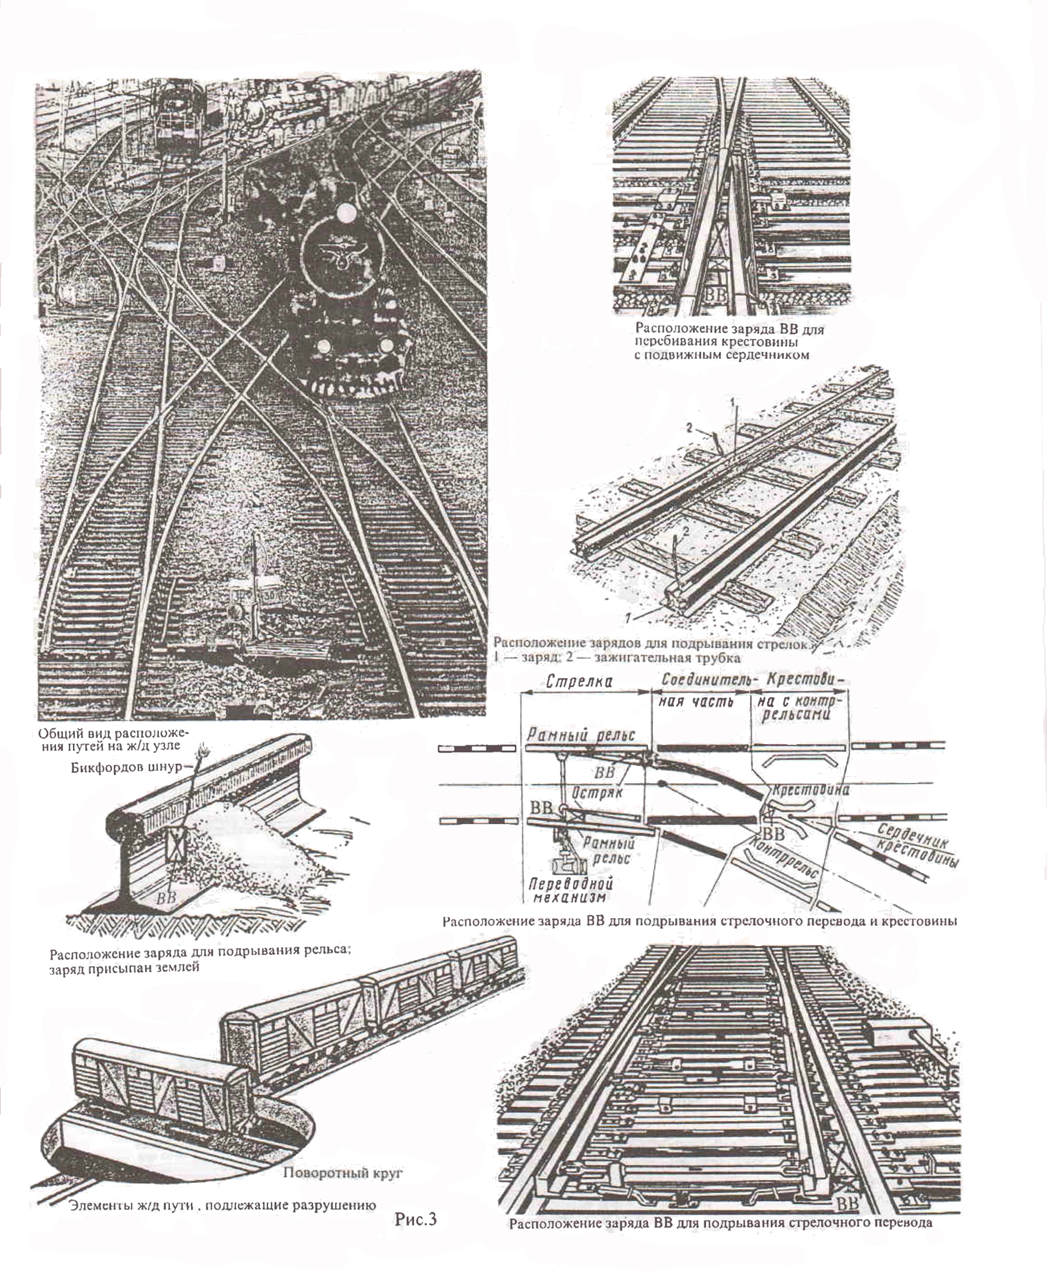 Расположение заряда ВВ для
перебивания крестовины
с подвижным сердечником
ВВ
1
2
2
1
Расположение зарядов для подрывания стрелок.
1 — заряд; 2 — зажигательная трубка
Общий вид расположе-
ния путей на ж/д узле
Бикфордов шнур
ВВ
Расположение заряда для подрывания рельса;
заряд присыпан землей
Стрелка
Соединитель-
ная часть
Крестови-
на с контр-
рельсами
Рамный рельс
ВВ
Остряк
ВВ
Крестовина
ВВ
Рамный
рельс
Контррельс
Сердечник
крестовины
Переводной
механизм
Расположение заряда ВВ для подрывания стрелочного перевода и крестовины
Поворотный круг
Элементы ж/д пути , подлежащие разрушению
Рис.3
ВВ
Расположение заряда ВВ для подрывания стрелочного перевода